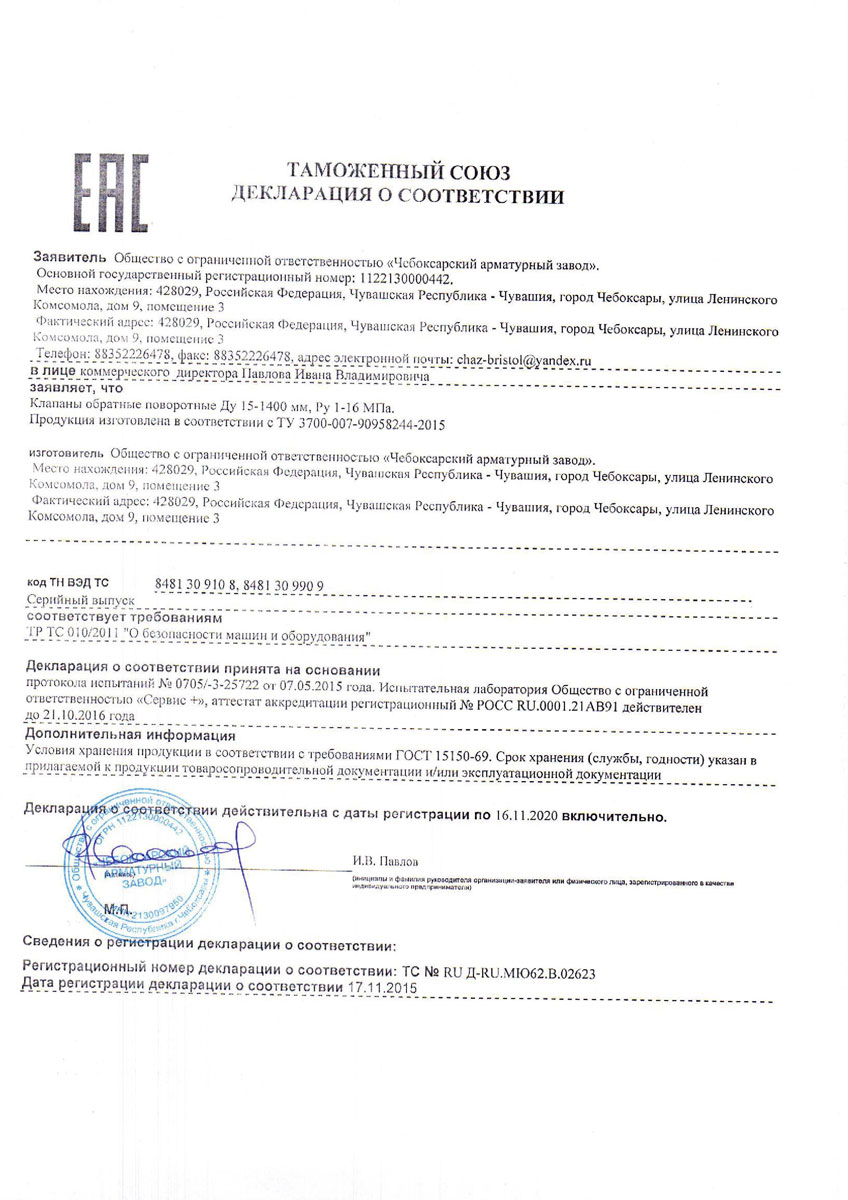 EAC
ТАМОЖЕННЫЙ СОЮЗ
ДЕКЛАРАЦИЯ О СООТВЕТСТВИИ
Заявитель Общество с ограниченной ответственностью «Чебоксарский арматурный завод».
Основной государственный регистрационный номер: 1122130000442.
Место нахождения: 428029, Российская Федерация, Чувашская Республика - Чувашия, город Чебоксары, улица Ленинского
Комсомола, дом 9, помещение 3
Фактический адрес: 428029, Российская Федерация, Чувашская Республика - Чувашия, город Чебоксары, улица Ленинского
Комсомола, дом 9, помещение 3
Телефон: 88352226478, факс: 88352226478, адрес электронной почты: chaz-bristol@yandex.ru
в лице коммерческого директора Павлова Ивана Владимировича
заявляет, что
Клапаны обратные поворотные Ду 15-1400 мм, Ру 1-16 МПа.
Продукция изготовлена в соответствии с ТУ 3700-007-90958244-2015
изготовитель Общество с ограниченной ответственностью «Чебоксарский арматурный завод».
Место нахождения: 428029, Российская Федерация, Чувашская Республика - Чувашия, город Чебоксары, улица Ленинского
Комсомола, дом 9, помещение 3
Фактический адрес: 428029, Российская Федерация, Чувашская Республика - Чувашия, город Чебоксары, улица Ленинского
Комсомола, дом 9, помещение 3
код ТН ВЭД ТС 8481 30 910 8, 8481 30 990 9
Серийный выпуск
соответствует требованиям
ТР ТС 010/2011 "О безопасности машин и оборудования"
Декларация о соответствии принята на основании
протокола испытаний № 0705/-3-25722 от 07.05.2015 года. Испытательная лаборатория Общество с ограниченной
ответственностью «Сервис +», аттестат аккредитации регистрационный № РОСС RU.0001.21АВ91 действителен
до 21.10.2016 года
Дополнительная информация
Условия хранения продукции в соответствии с требованиями ГОСТ 15150-69. Срок хранения (службы, годности) указан в
прилагаемой к продукции товаросопроводительной документации и/или эксплуатационной документации
Декларация о соответствии действительна с даты регистрации по 16.11.2020 включительно.
Общество с ограниченной ответственностью
ОГРН 1122130000442
«ЧЕБОКСАРСКИЙ
АРМАТУРНЫЙ
ЗАВОД»
ИНН 2130097950
Чувашская Республика г.Чебоксары
(подпись)
М.П.
И.В. Павлов
(инициалы и фамилия руководителя организации-заявителя или физического лица, зарегистрированного в качестве
индивидуального предпринимателя)
Сведения о регистрации декларации о соответствии:
Регистрационный номер декларации о соответствии: ТС № RU Д-RU.МЮ62.В.02623
Дата регистрации декларации о соответствии 17.11.2015